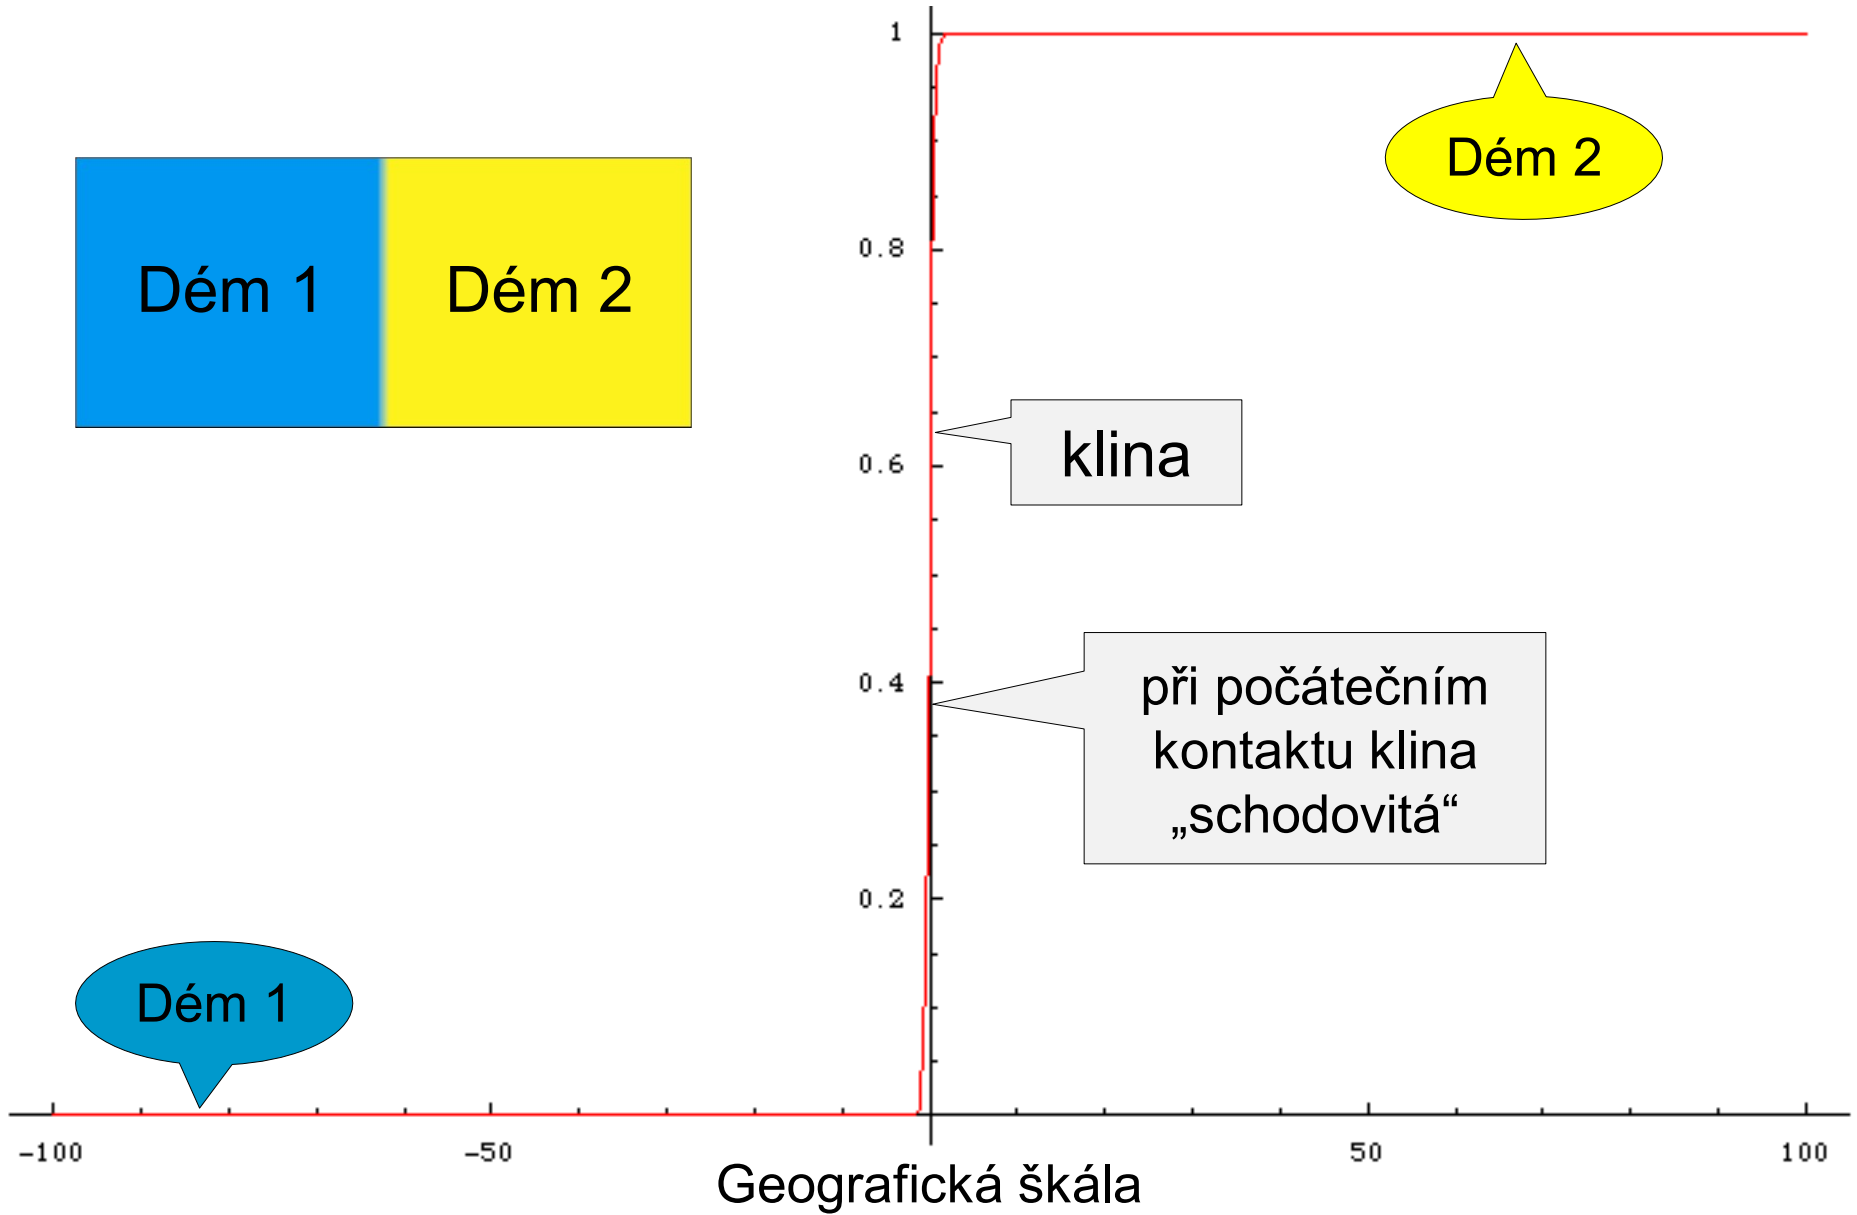 1
Dém 2
Dém 1
Dém 2
0.8
klina
0.6
0.4
při počátečním
kontaktu klina
„schodovitá“
0.2
Dém 1
-100
-50
50
100
Geografická škála